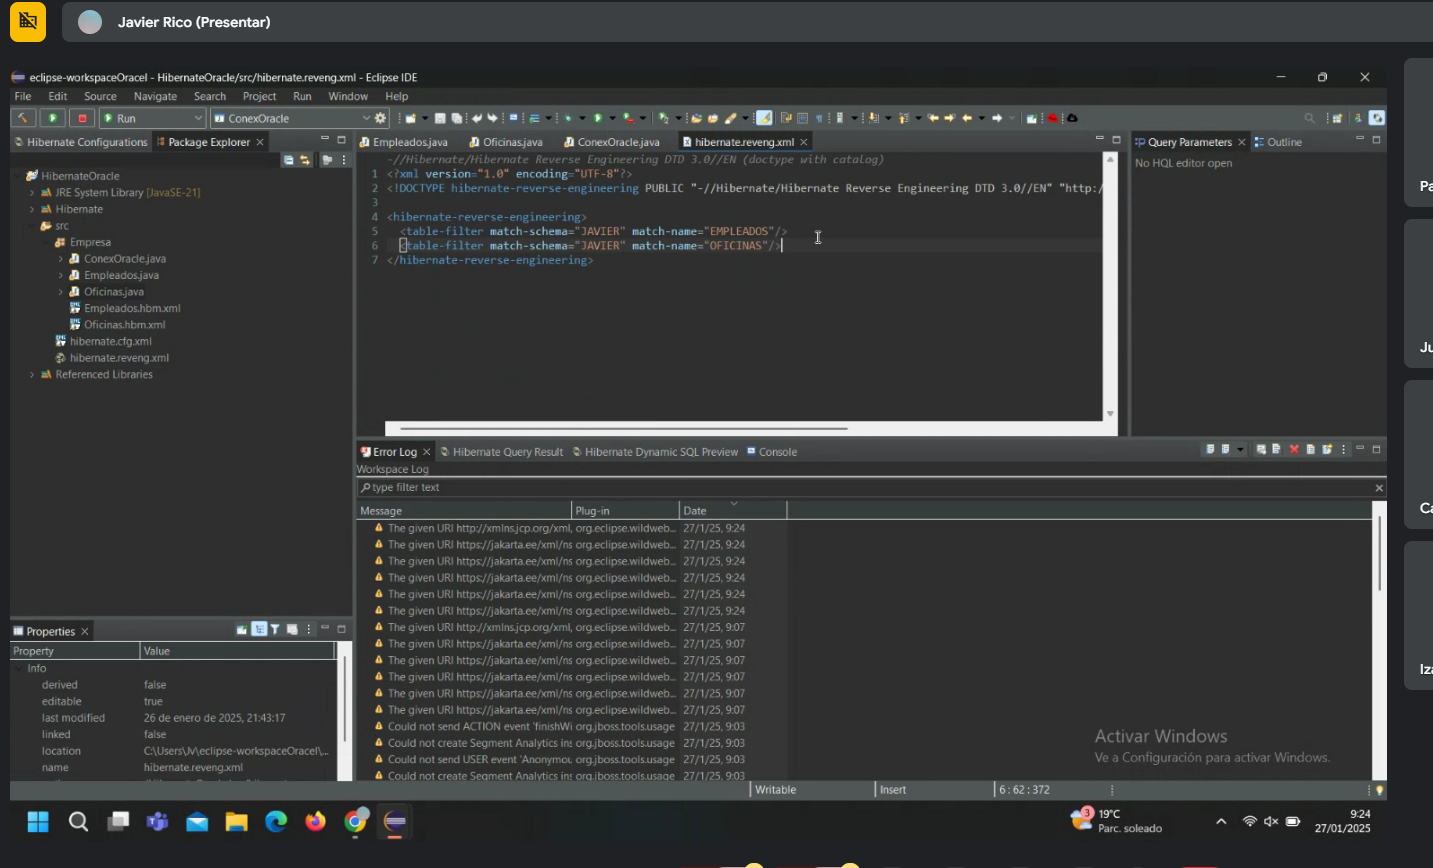 Javier Rico (Presentar)
eclipse-workspaceOracel - HibernateOracle/src/hibernate.reveng.xml - Eclipse IDE
File Edit Source Navigate Search Project Run Window Help
Run ConexOracle
Hibernate Configurations Package Explorer
HibernateOracle
JRE System Library [JavaSE-21]
Hibernate
src
Empresa
ConexOracle.java
Empleados.java
Oficinas.java
Empleados.hbm.xml
Oficinas.hbm.xml
hibernate.cfg.xml
hibernate.reveng.xml
Referenced Libraries
Empleados.java Oficinas.java ConexOracle.java hibernate.reveng.xml
-//Hibernate/Hibernate Reverse Engineering DTD 3.0//EN (doctype with catalog)
1 <?xml version="1.0" encoding="UTF-8"?>
2 <!DOCTYPE hibernate-reverse-engineering PUBLIC "-//Hibernate/Hibernate Reverse Engineering DTD 3.0//EN" "http:/
3
4 <hibernate-reverse-engineering>
5 <table-filter match-schema="JAVIER" match-name="EMPLEADOS"/>
6 <table-filter match-schema="JAVIER" match-name="OFICINAS"/>
7 </hibernate-reverse-engineering>
Query Parameters Outline
No HQL editor open
Error Log Hibernate Query Result Hibernate Dynamic SQL Preview Console
Workspace Log
type filter text
Message Plug-in Date
The given URI http://xmlns.jcp.org/xml, org.eclipse.wildweb... 27/1/25, 9:24
The given URI https://jakarta.ee/xml/ns org.eclipse.wildweb... 27/1/25, 9:24
The given URI https://jakarta.ee/xml/ns org.eclipse.wildweb... 27/1/25, 9:24
The given URI https://jakarta.ee/xml/ns org.eclipse.wildweb... 27/1/25, 9:24
The given URI https://jakarta.ee/xml/ns org.eclipse.wildweb... 27/1/25, 9:24
The given URI https://jakarta.ee/xml/ns org.eclipse.wildweb... 27/1/25, 9:24
The given URI http://xmlns.jcp.org/xml, org.eclipse.wildweb... 27/1/25, 9:07
The given URI https://jakarta.ee/xml/ns org.eclipse.wildweb... 27/1/25, 9:07
The given URI https://jakarta.ee/xml/ns org.eclipse.wildweb... 27/1/25, 9:07
The given URI https://jakarta.ee/xml/ns org.eclipse.wildweb... 27/1/25, 9:07
The given URI https://jakarta.ee/xml/ns org.eclipse.wildweb... 27/1/25, 9:07
The given URI https://jakarta.ee/xml/ns org.eclipse.wildweb... 27/1/25, 9:07
Could not send ACTION event 'finishWi org.jboss.tools.usage 27/1/25, 9:03
Could not create Segment Analytics ins org.jboss.tools.usage 27/1/25, 9:03
Could not send USER event 'Anonymou org.jboss.tools.usage 27/1/25, 9:03
Could not create Segment Analytics ins org.jboss.tools.usage 27/1/25, 9:03
Properties
Property Value
Info
derived false
editable true
last modified 26 de enero de 2025, 21:43:17
linked false
location C:\Users\Jv\eclipse-workspaceOracel\...
name hibernate.reveng.xml
Activar Windows
Ve a Configuración para activar Windows.
Writable Insert 6 : 62 : 372
3
19°C
Parc. soleado
9:24
27/01/2025
Pa
Ju
Ca
Iza